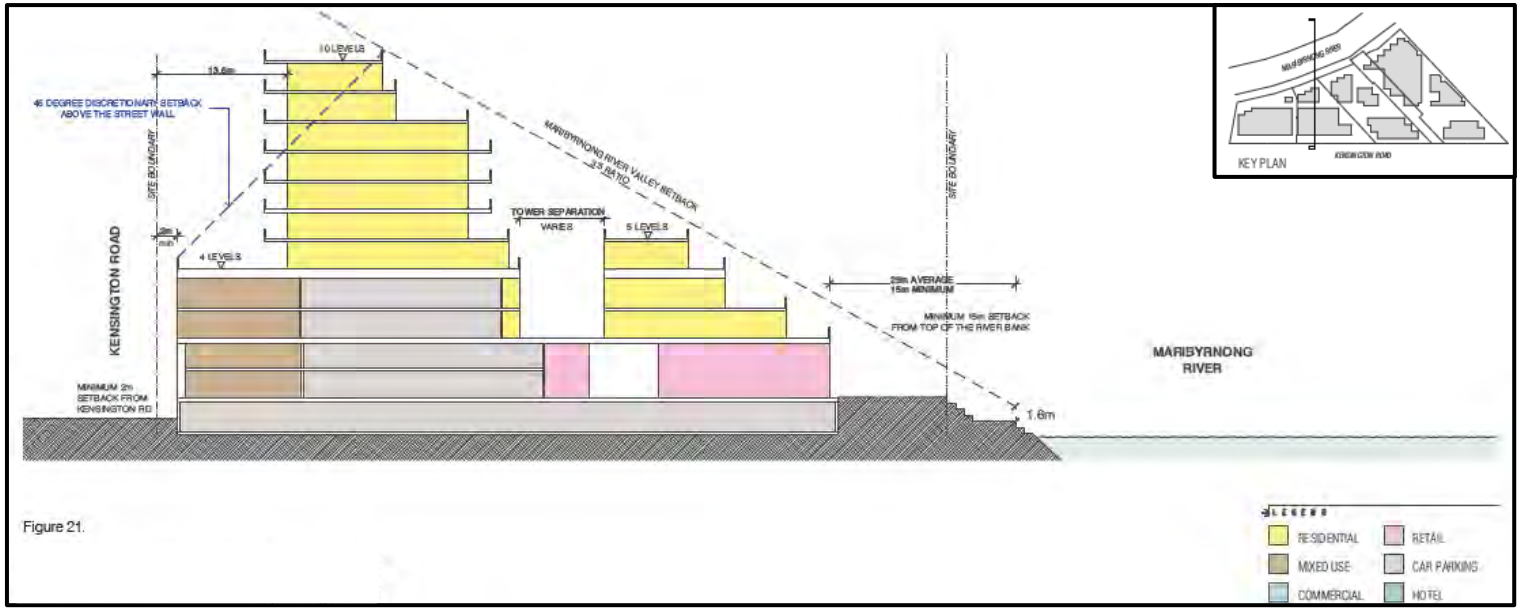 10 LEVELS
13.6m
45 DEGREE DISCRETIONARY SETBACK
ABOVE THE STREET WALL
SITE BOUNDARY
MARIBYRNONG RIVER VALLEY SETBACK
3:5 RATIO
2m
min
4 LEVELS
TOWER SEPARATION
VARIES
5 LEVELS
SITE BOUNDARY
KENSINGTON ROAD
25m AVERAGE
15m MINIMUM
MINIMUM 15m SETBACK
FROM TOP OF THE RIVER BANK
MARIBYRNONG
RIVER
MINIMUM 2m
SETBACK FROM
KENSINGTON RD
1.6m
MARIBYRNONG RIVER
KENSINGTON ROAD
KEY PLAN
Figure 21.
LEGEND
RESIDENTIAL
RETAIL
MIXED USE
CAR PARKING
COMMERCIAL
HOTEL